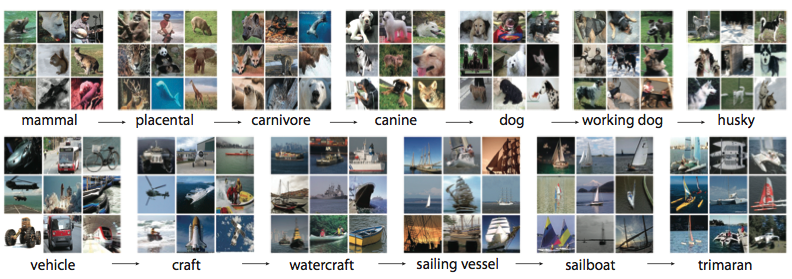 mammal placental carnivore canine dog working dog husky
vehicle craft watercraft sailing vessel sailboat trimaran